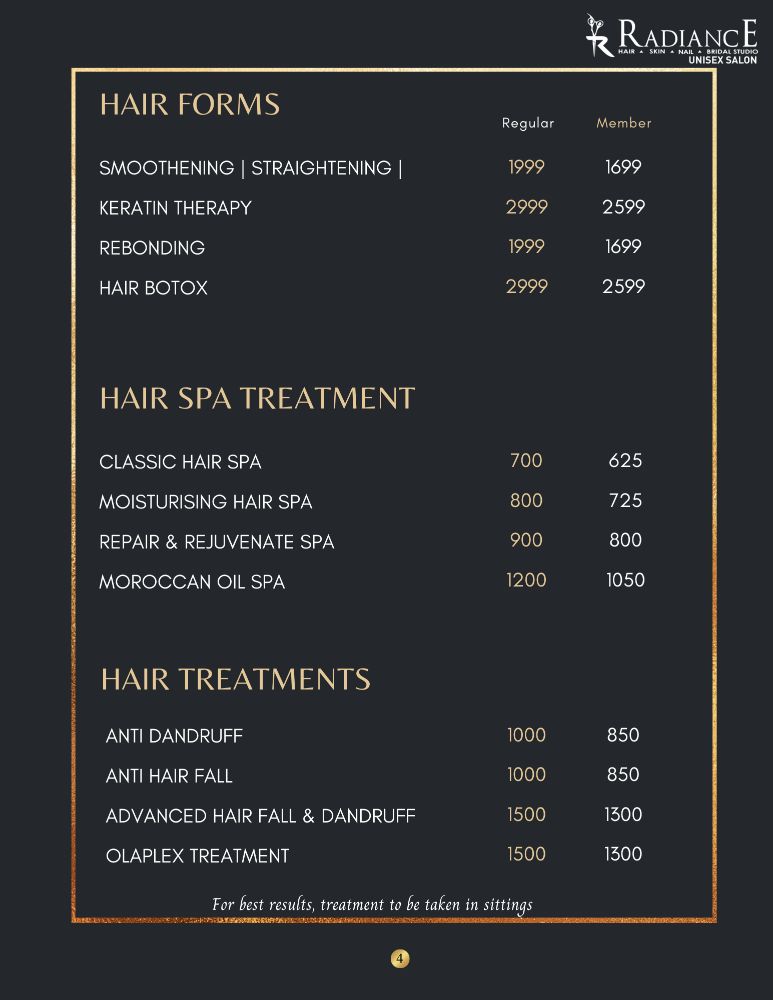 RADIANCE
HAIR ▲ SKIN ▲ NAIL ▲ BRIDAL STUDIO
UNISEX SALON
HAIR FORMS
Regular Member
SMOOTHENING | STRAIGHTENING | 1999 1699
KERATIN THERAPY 2999 2599
REBONDING 1999 1699
HAIR BOTOX 2999 2599
HAIR SPA TREATMENT
CLASSIC HAIR SPA 700 625
MOISTURISING HAIR SPA 800 725
REPAIR & REJUVENATE SPA 900 800
MOROCCAN OIL SPA 1200 1050
HAIR TREATMENTS
ANTI DANDRUFF 1000 850
ANTI HAIR FALL 1000 850
ADVANCED HAIR FALL & DANDRUFF 1500 1300
OLAPLEX TREATMENT 1500 1300
For best results, treatment to be taken in sittings
4